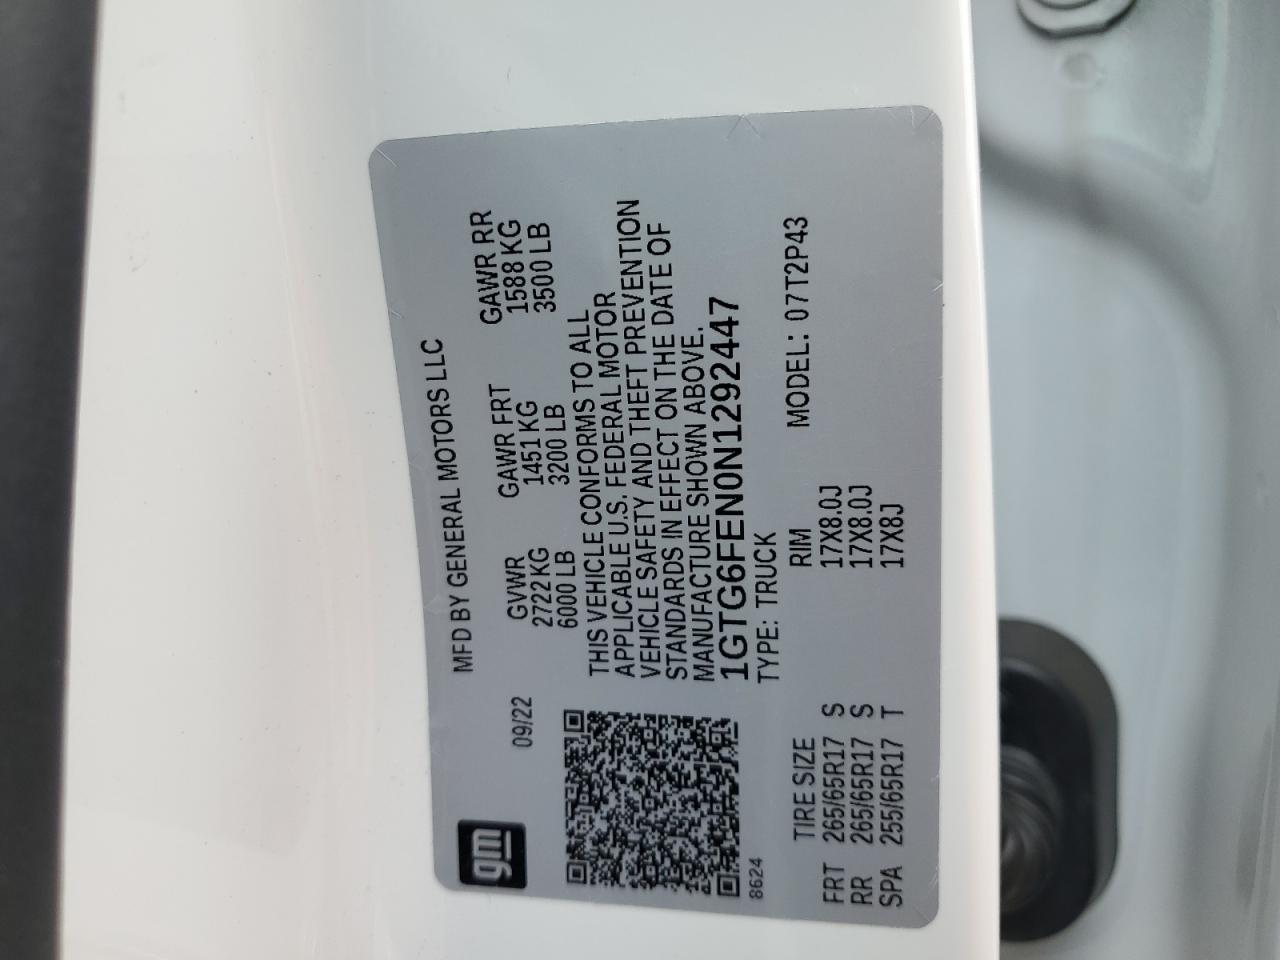 gm
MFD BY GENERAL MOTORS LLC
09/22 GVWR GAWR FRT GAWR RR
2722 KG 1451 KG 1588 KG
6000 LB 3200 LB 3500 LB
THIS VEHICLE CONFORMS TO ALL
APPLICABLE U.S. FEDERAL MOTOR
VEHICLE SAFETY AND THEFT PREVENTION
STANDARDS IN EFFECT ON THE DATE OF
MANUFACTURE SHOWN ABOVE.
1GTG6FEN0N1292447
8624 TYPE: TRUCK MODEL: 07T2P43
TIRE SIZE RIM
FRT 265/65R17 S 17X8.0J
RR 265/65R17 S 17X8.0J
SPA 255/65R17 T 17X8J